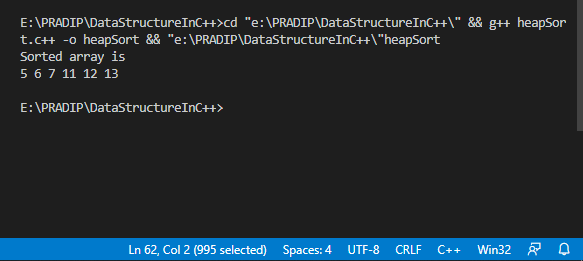 E:\PRADIP\DataStructureInC++>cd "e:\PRADIP\DataStructureInC++\" && g++ heapSor
t.c++ -o heapSort && "e:\PRADIP\DataStructureInC++\"heapSort
Sorted array is
5 6 7 11 12 13
E:\PRADIP\DataStructureInC++>
Ln 62, Col 2 (995 selected) Spaces: 4 UTF-8 CRLF C++ Win32